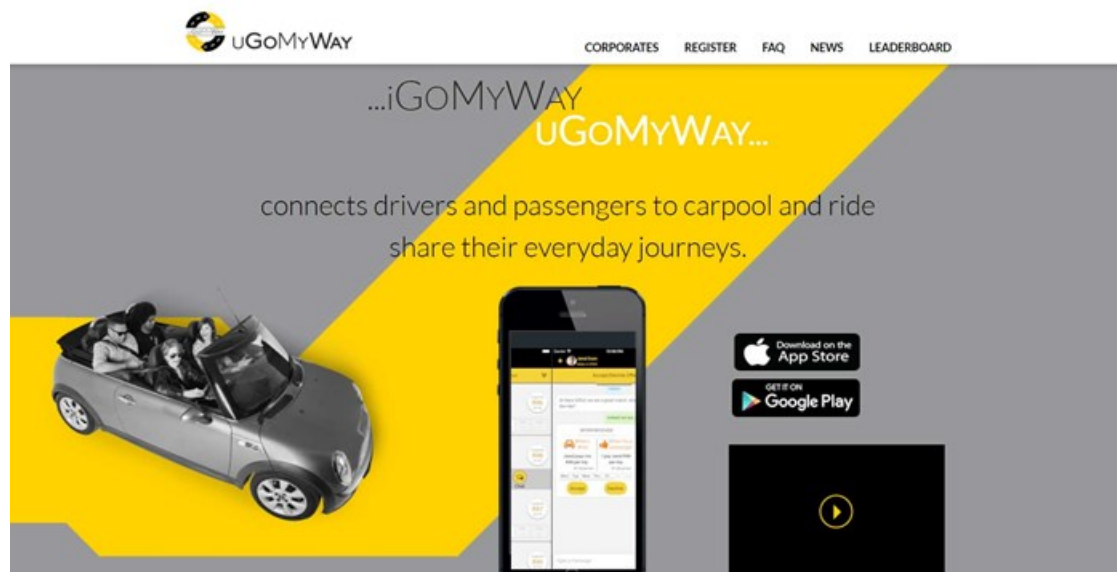 uGoMyWay
CORPORATES REGISTER FAQ NEWS LEADERBOARD
...iGoMyWay
uGoMyWay...
connects drivers and passengers to carpool and ride
share their everyday journeys.
Download on the
App Store
GET IT ON
Google Play